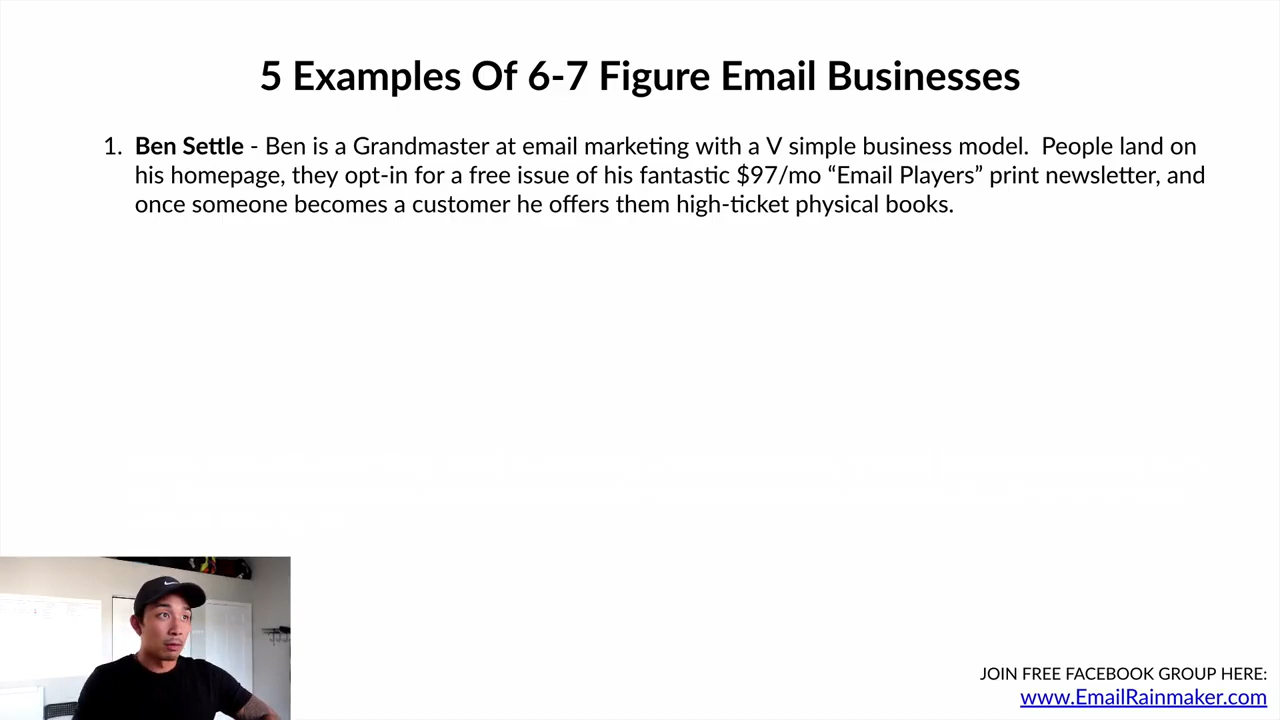 5 Examples Of 6-7 Figure Email Businesses
1. Ben Settle - Ben is a Grandmaster at email marketing with a V simple business model.  People land on
his homepage, they opt-in for a free issue of his fantastic $97/mo “Email Players” print newsletter, and
once someone becomes a customer he offers them high-ticket physical books.
JOIN FREE FACEBOOK GROUP HERE:
www.EmailRainmaker.com